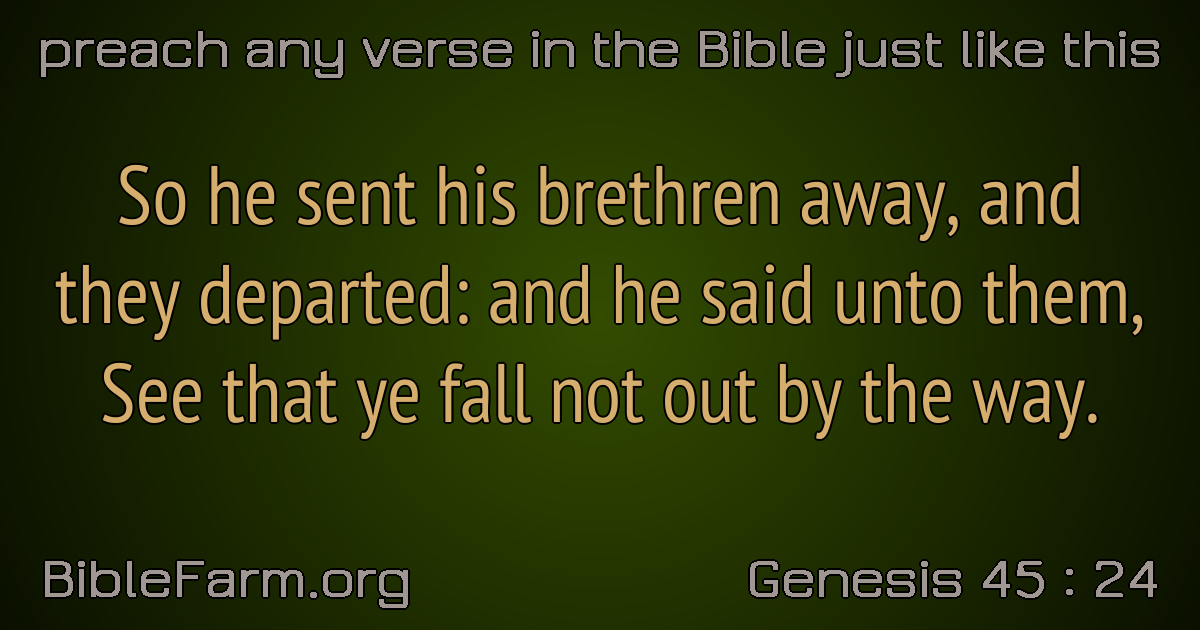 preach any verse in the Bible just like this
So he sent his brethren away, and
they departed: and he said unto them,
See that ye fall not out by the way.
BibleFarm.org
Genesis 45 : 24